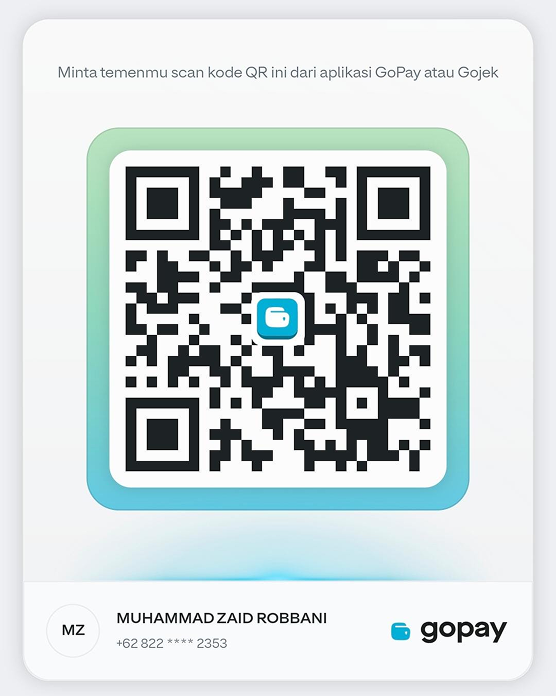 Minta temenmu scan kode QR ini dari aplikasi GoPay atau Gojek
MZ
MUHAMMAD ZAID ROBBANI
+62 822 **** 2353
gopay